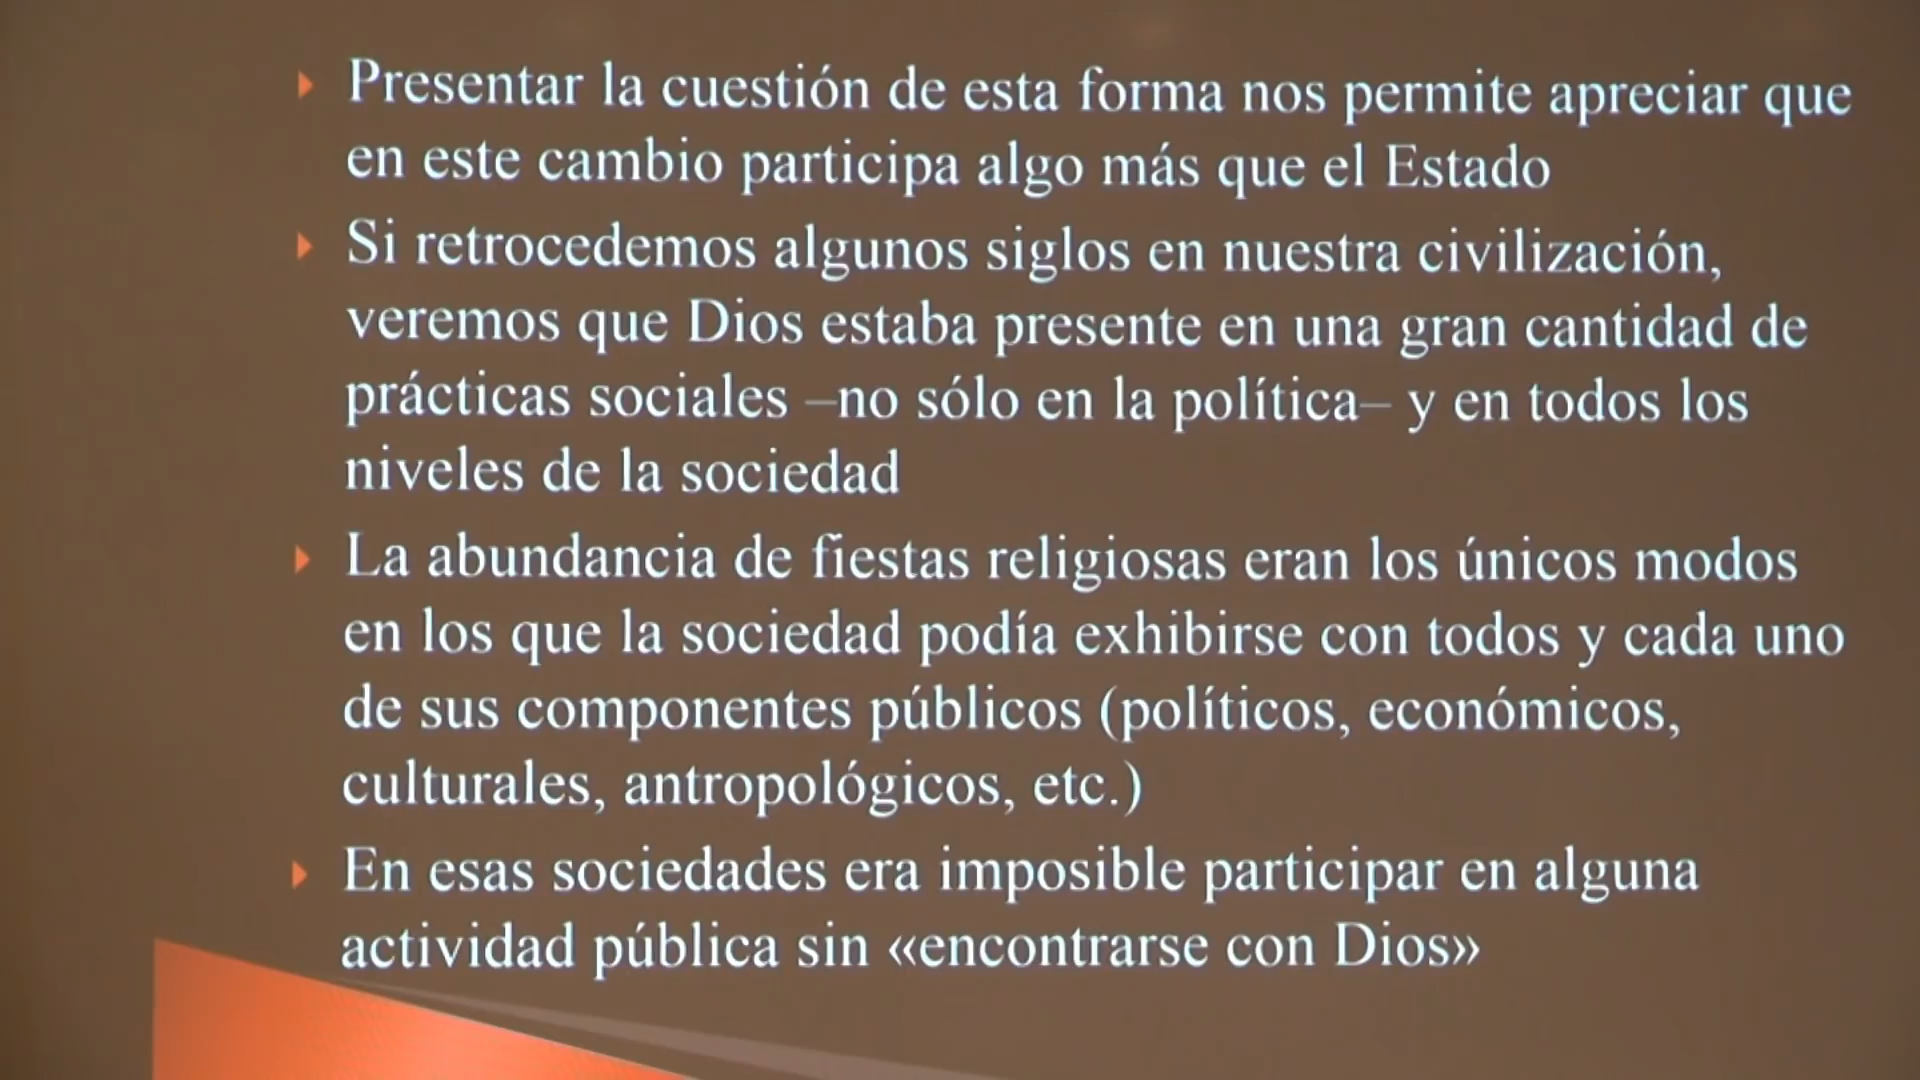 Presentar la cuestión de esta forma nos permite apreciar que
en este cambio participa algo más que el Estado
Si retrocedemos algunos siglos en nuestra civilización,
veremos que Dios estaba presente en una gran cantidad de
prácticas sociales –no sólo en la política– y en todos los
niveles de la sociedad
La abundancia de fiestas religiosas eran los únicos modos
en los que la sociedad podía exhibirse con todos y cada uno
de sus componentes públicos (políticos, económicos,
culturales, antropológicos, etc.)
En esas sociedades era imposible participar en alguna
actividad pública sin «encontrarse con Dios»